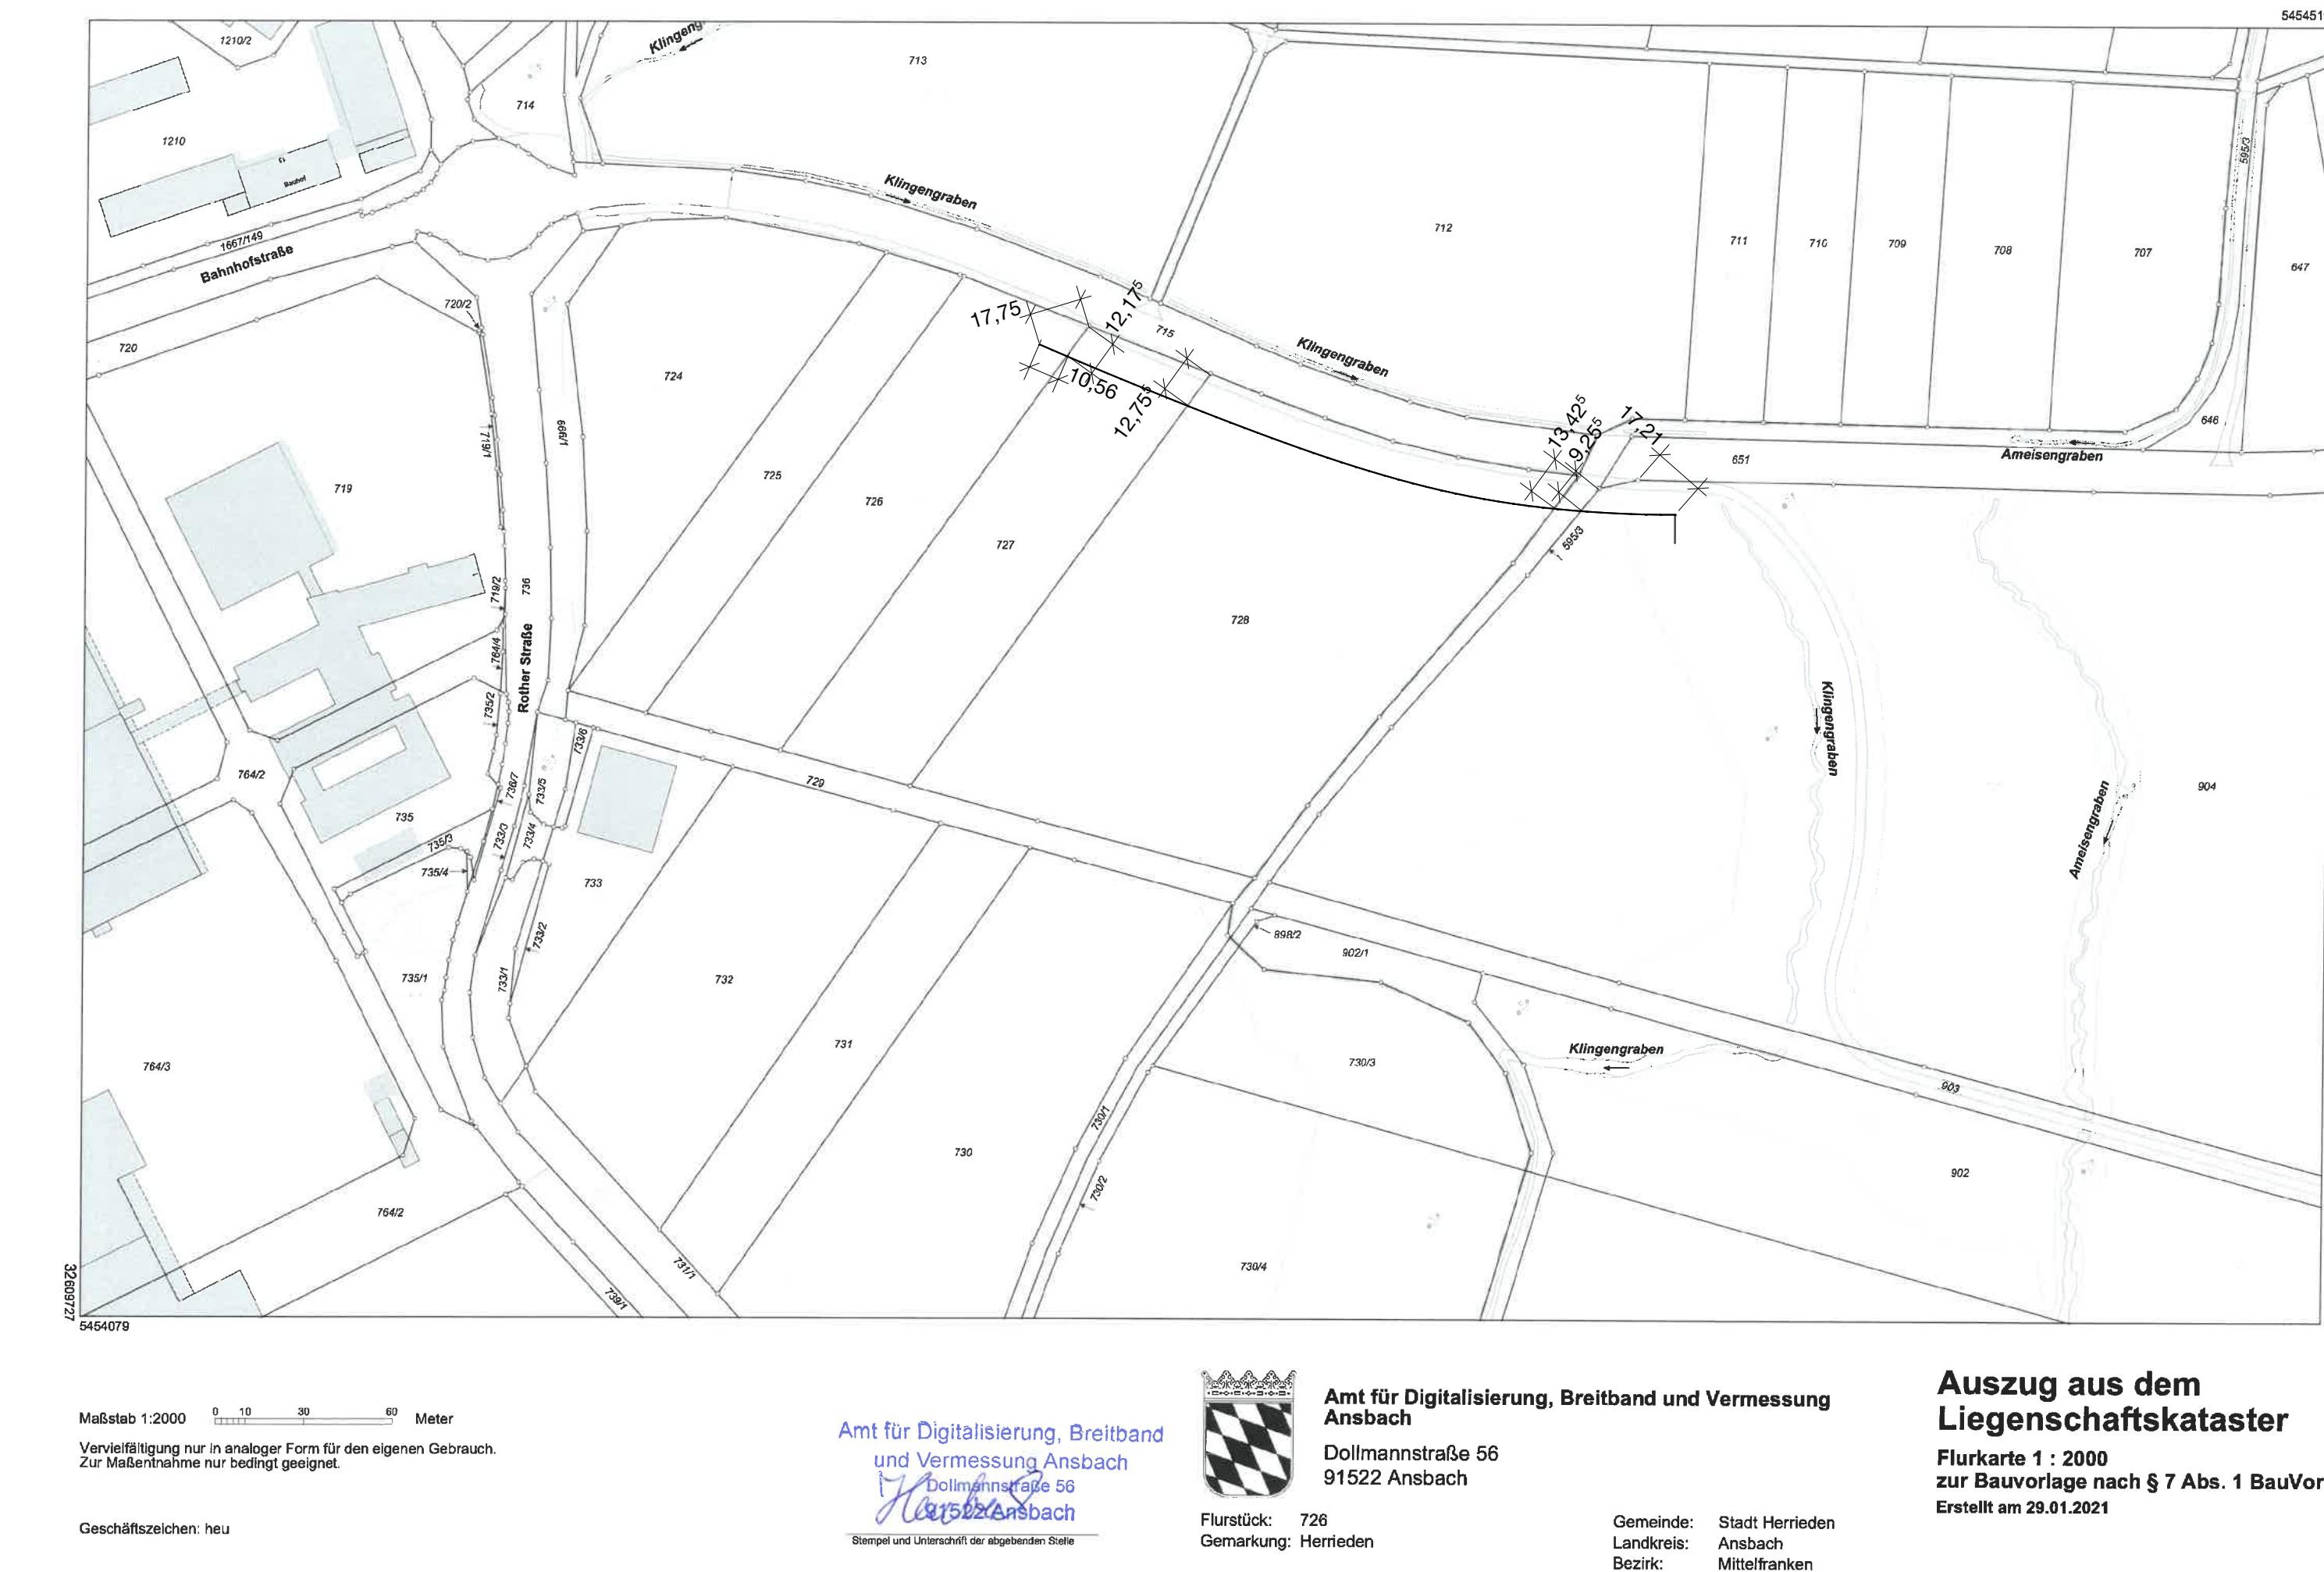 545451
1210/2
Klingeng
713
714
1210
Bauhof
595/3
Klingengraben
1667/149
Bahnhofstraße
712
711
710
709
708
707
647
720/2
17,75
12,17⁵
715
720
724
10,56
Klingengraben
12,75⁵
666/1
719/1
13,42⁵
9,25⁵
17,21
646
651
Ameisengraben
719
725
726
727
595/3
719/2
736
728
764/4
Rother Straße
735/2
Klingengraben
733/6
764/2
736/7
733/5
729
904
735
735/3
733/3
733/4
Ameisengraben
735/4
733
733/2
898/2
902/1
735/1
733/1
732
731
Klingengraben
730/3
764/3
903
730/1
730
902
730/2
764/2
731/1
730/4
739/1
32609727
5454079
Maßstab 1:2000
0 10 30 60 Meter
Vervielfältigung nur in analoger Form für den eigenen Gebrauch.
Zur Maßentnahme nur bedingt geeignet.
Geschäftszeichen: heu
Amt für Digitalisierung, Breitband
und Vermessung Ansbach
Dollmannstraße 56
91522 Ansbach
Stempel und Unterschrift der abgebenden Stelle
Amt für Digitalisierung, Breitband und Vermessung
Ansbach
Dollmannstraße 56
91522 Ansbach
Flurstück: 726
Gemarkung: Herrieden
Gemeinde: Stadt Herrieden
Landkreis: Ansbach
Bezirk: Mittelfranken
Auszug aus dem
Liegenschaftskataster
Flurkarte 1 : 2000
zur Bauvorlage nach § 7 Abs. 1 BauVor
Erstellt am 29.01.2021